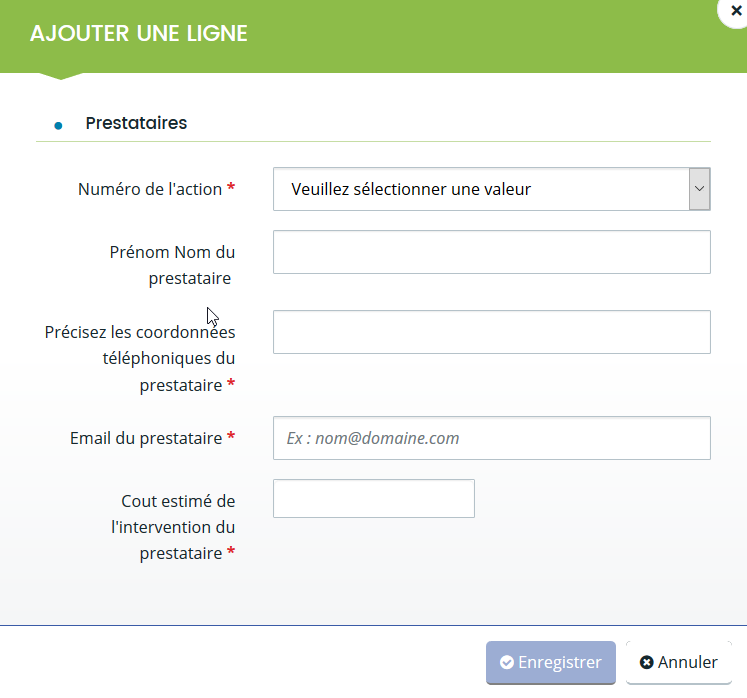 AJOUTER UNE LIGNE
Prestataires
Numéro de l'action *
Veuillez sélectionner une valeur
Prénom Nom du
prestataire
Précisez les coordonnées
téléphoniques du
prestataire *
Email du prestataire *
Ex : nom@domaine.com
Cout estimé de
l'intervention du
prestataire *
Enregistrer
Annuler